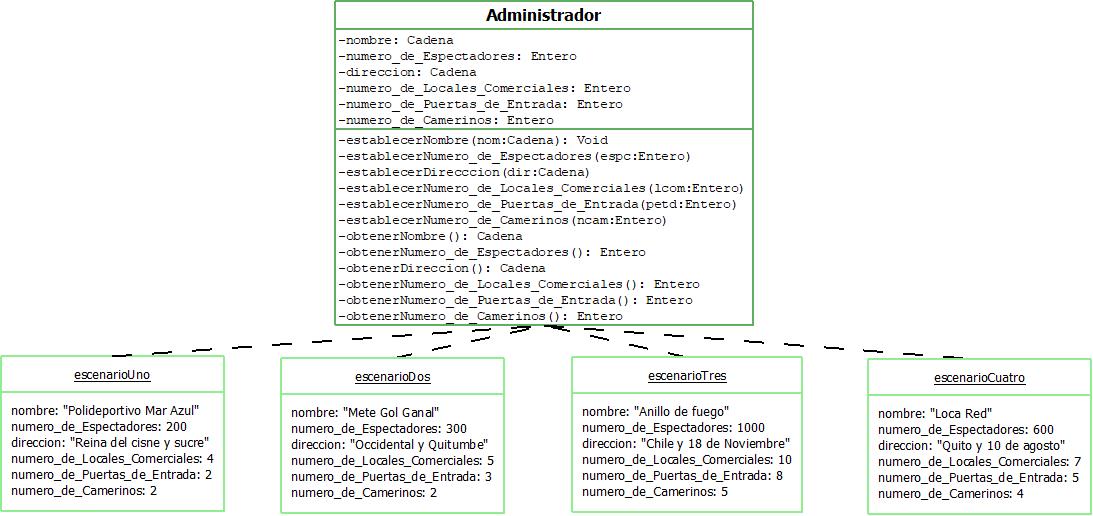 Administrador
-nombre: Cadena
-numero_de_Espectadores: Entero
-direccion: Cadena
-numero_de_Locales_Comerciales: Entero
-numero_de_Puertas_de_Entrada: Entero
-numero_de_Camerinos: Entero
-establecerNombre(nom:Cadena): Void
-establecerNumero_de_Espectadores(espc:Entero)
-establecerDirecccion(dir:Cadena)
-establecerNumero_de_Locales_Comerciales(lcom:Entero)
-establecerNumero_de_Puertas_de_Entrada(petd:Entero)
-establecerNumero_de_Camerinos(ncam:Entero)
-obtenerNombre(): Cadena
-obtenerNumero_de_Espectadores(): Entero
-obtenerDireccion(): Cadena
-obtenerNumero_de_Locales_Comerciales(): Entero
-obtenerNumero_de_Puertas_de_Entrada(): Entero
-obtenerNumero_de_Camerinos(): Entero
escenarioUno
nombre: "Polideportivo Mar Azul"
numero_de_Espectadores: 200
direccion: "Reina del cisne y sucre"
numero_de_Locales_Comerciales: 4
numero_de_Puertas_de_Entrada: 2
numero_de_Camerinos: 2
escenarioDos
nombre: "Mete Gol Ganal"
numero_de_Espectadores: 300
direccion: "Occidental y Quitumbe"
numero_de_Locales_Comerciales: 5
numero_de_Puertas_de_Entrada: 3
numero_de_Camerinos: 2
escenarioTres
nombre: "Anillo de fuego"
numero_de_Espectadores: 1000
direccion: "Chile y 18 de Noviembre"
numero_de_Locales_Comerciales: 10
numero_de_Puertas_de_Entrada: 8
numero_de_Camerinos: 5
escenarioCuatro
nombre: "Loca Red"
numero_de_Espectadores: 600
direccion: "Quito y 10 de agosto"
numero_de_Locales_Comerciales: 7
numero_de_Puertas_de_Entrada: 5
numero_de_Camerinos: 4